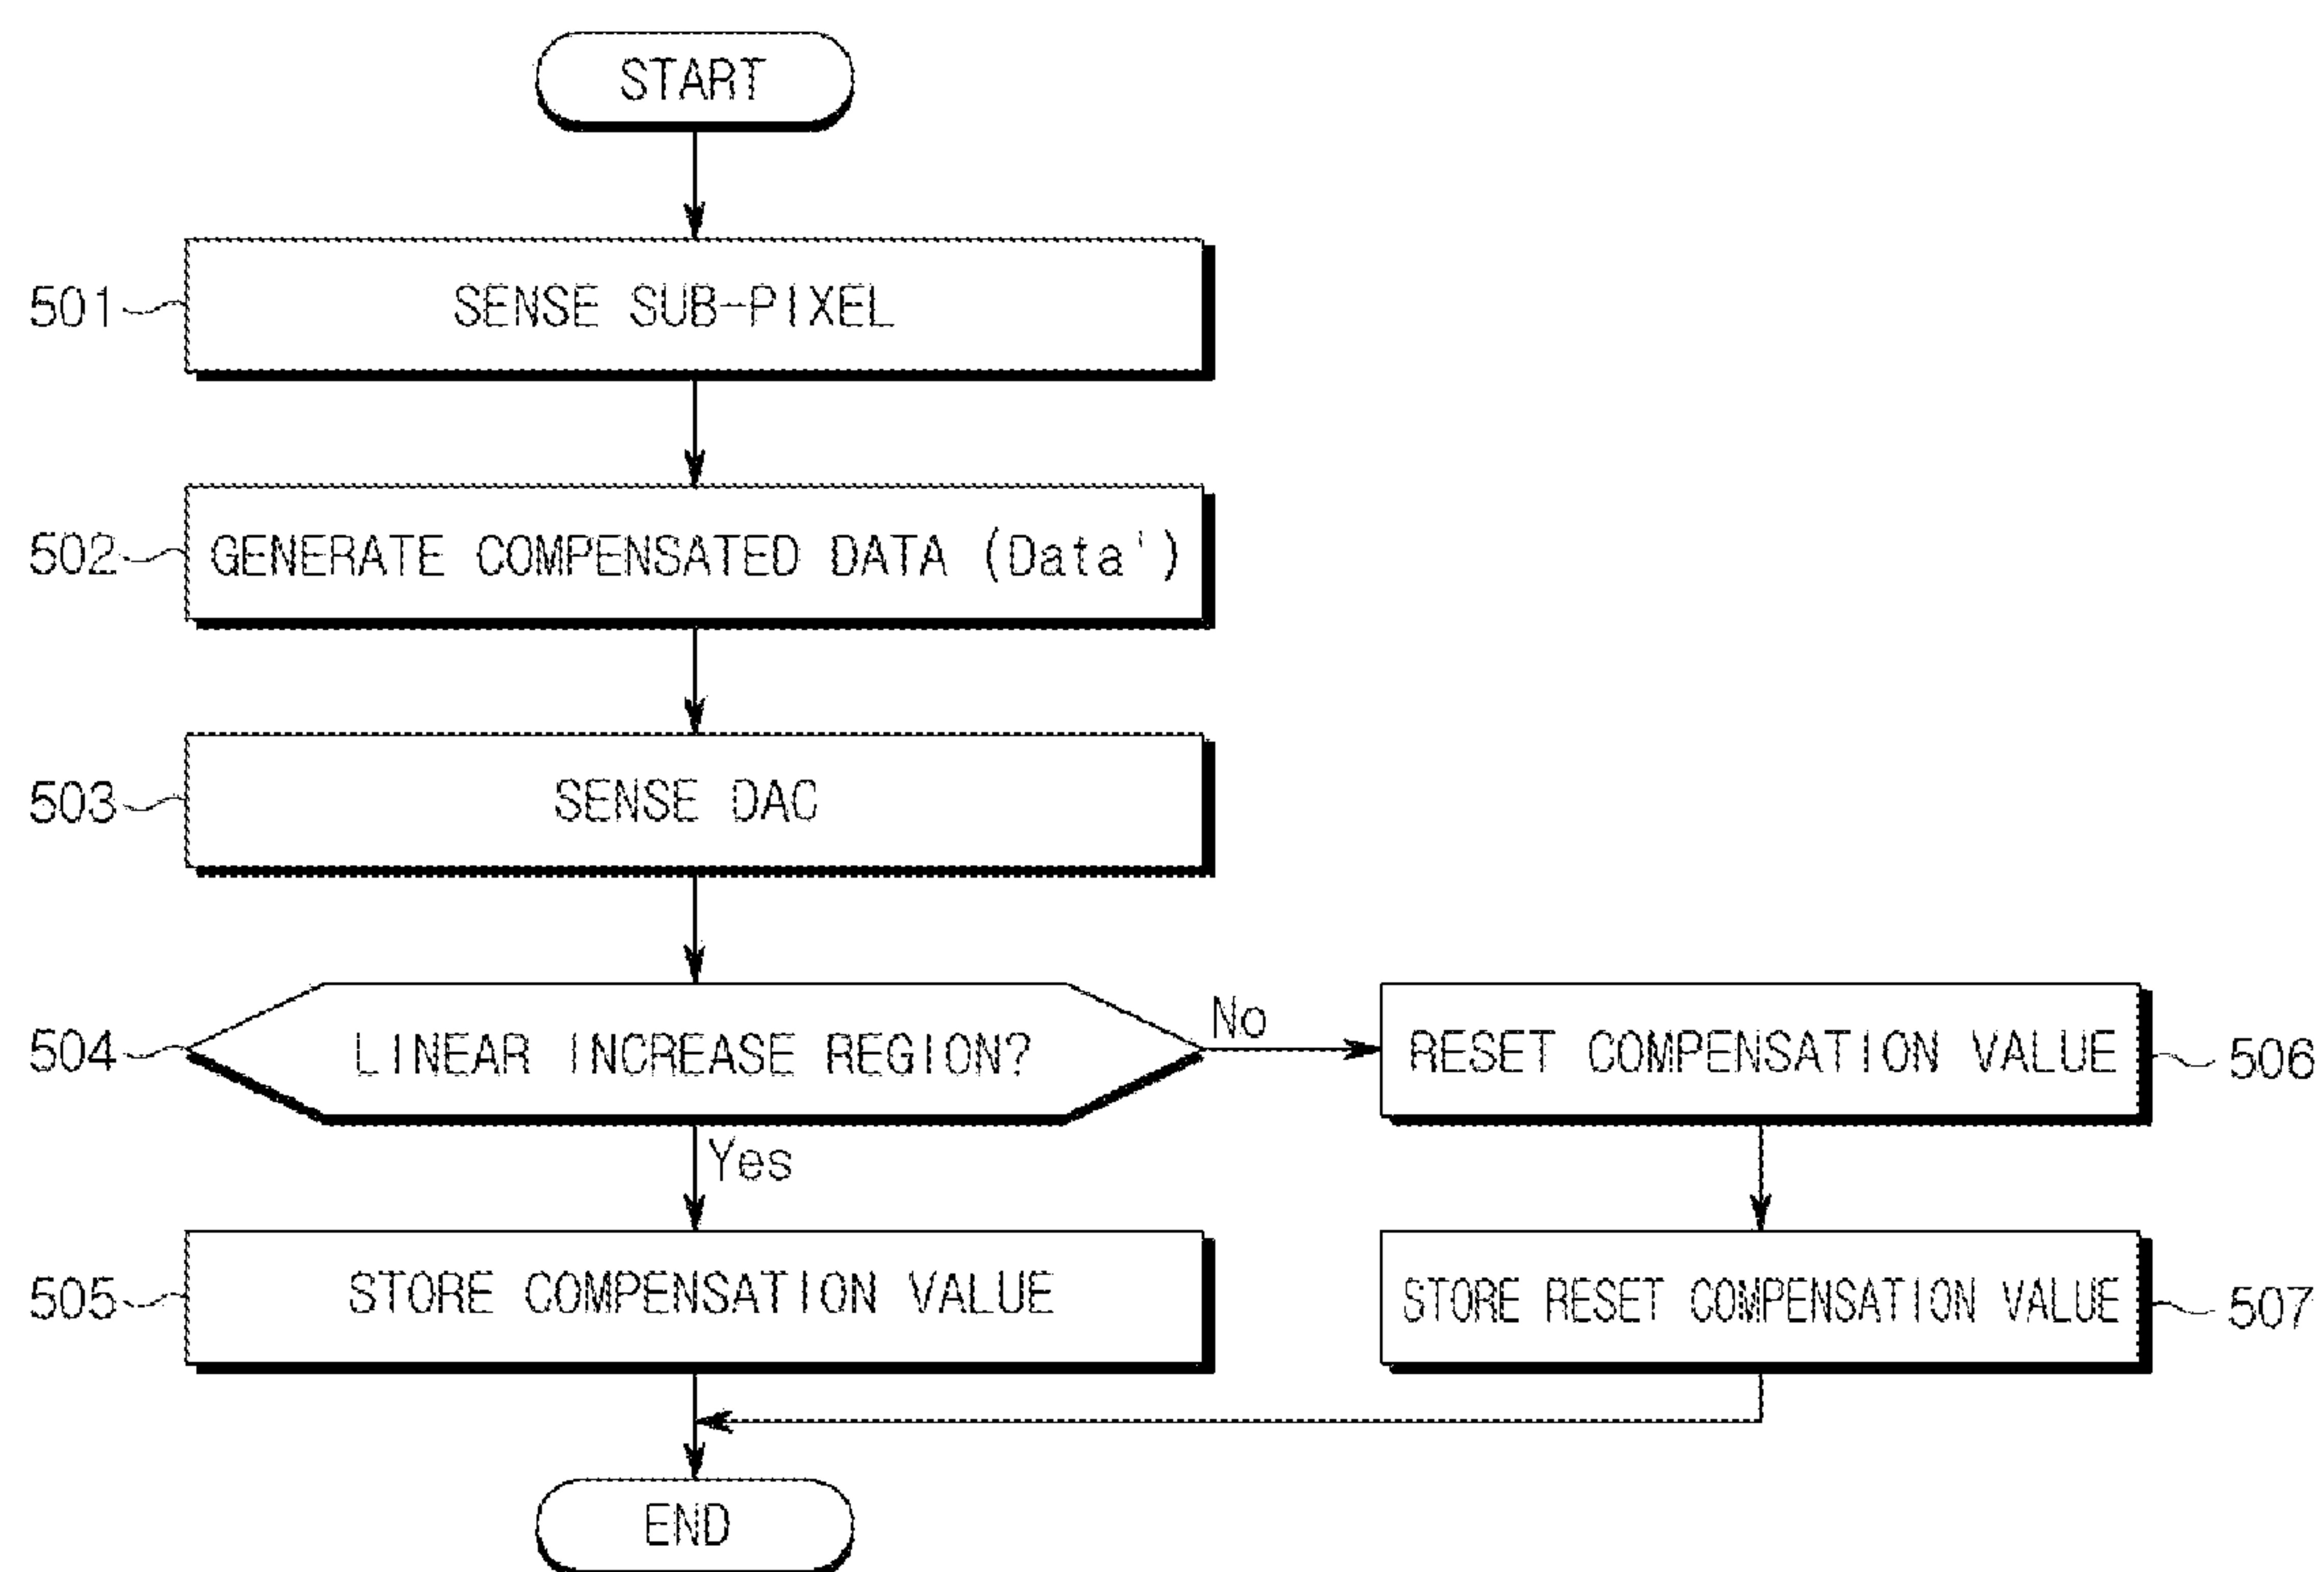 START
501
SENSE SUB-PIXEL
502
GENERATE COMPENSATED DATA (Data')
503
SENSE DAC
504
LINEAR INCREASE REGION?
No
RESET COMPENSATION VALUE
506
Yes
505
STORE COMPENSATION VALUE
STORE RESET COMPENSATION VALUE
507
END